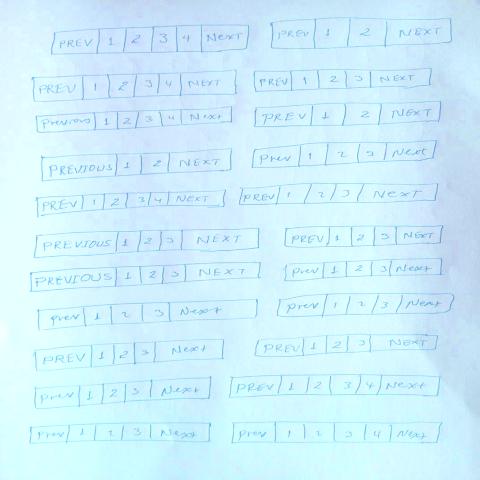 PREV 1 2 3 4 NexT PREV 1 2 NEXT
PREV 1 2 3 4 NEXT PREV 1 2 3 NEXT
Previous 1 2 3 4 Next PREV 1 2 NEXT
PREVIOUS 1 2 NEXT Prev 1 2 3 Next
PREV 1 2 3 4 NEXT PREV 1 2 3 NEXT
PREVIOUS 1 2 3 NEXT PREV 1 2 3 NEXT
PREVIOUS 1 2 3 NEXT Prev 1 2 3 Next
Prev 1 2 3 Next Prev 1 2 3 Next
PREV 1 2 3 Next PREV 1 2 3 NEXT
Prev 1 2 3 Next PREV 1 2 3 4 Next
Prev 1 2 3 Next Prev 1 2 3 4 Next